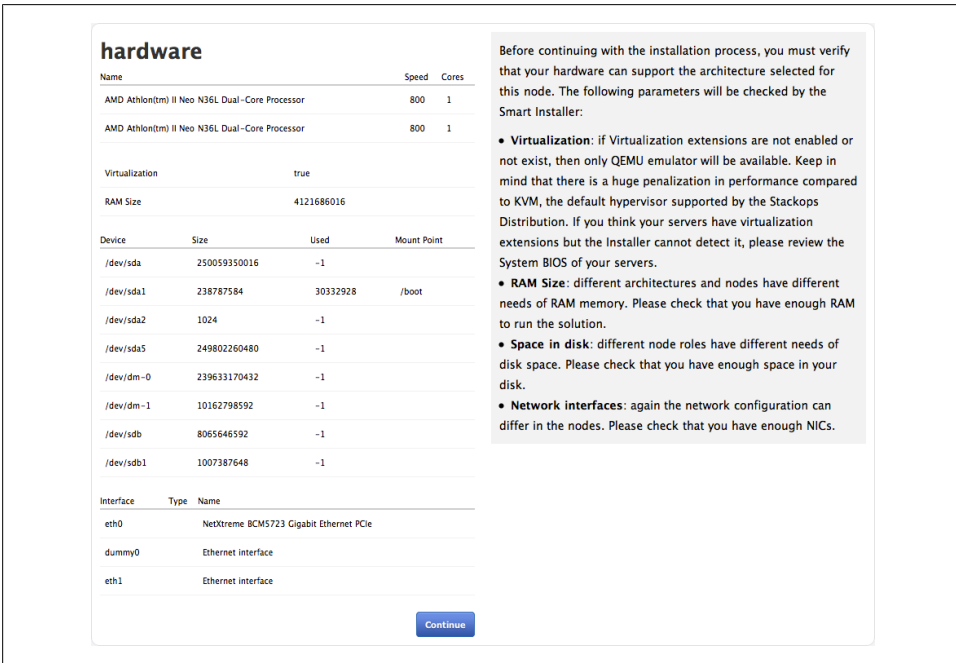 hardware
Name Speed Cores
AMD Athlon(tm) II Neo N36L Dual-Core Processor 800 1
AMD Athlon(tm) II Neo N36L Dual-Core Processor 800 1
Virtualization true
RAM Size 4121686016
Device Size Used Mount Point
/dev/sda 250059350016 -1
/dev/sda1 238787584 30332928 /boot
/dev/sda2 1024 -1
/dev/sda5 249802260480 -1
/dev/dm-0 239633170432 -1
/dev/dm-1 10162798592 -1
/dev/sdb 8065646592 -1
/dev/sdb1 1007387648 -1
Interface Type Name
eth0 NetXtreme BCM5723 Gigabit Ethernet PCIe
dummy0 Ethernet interface
eth1 Ethernet interface
Continue
Before continuing with the installation process, you must verify
that your hardware can support the architecture selected for
this node. The following parameters will be checked by the
Smart Installer:
• Virtualization: if Virtualization extensions are not enabled or
not exist, then only QEMU emulator will be available. Keep in
mind that there is a huge penalization in performance compared
to KVM, the default hypervisor supported by the Stackops
Distribution. If you think your servers have virtualization
extensions but the Installer cannot detect it, please review the
System BIOS of your servers.
• RAM Size: different architectures and nodes have different
needs of RAM memory. Please check that you have enough RAM
to run the solution.
• Space in disk: different node roles have different needs of
disk space. Please check that you have enough space in your
disk.
• Network interfaces: again the network configuration can
differ in the nodes. Please check that you have enough NICs.